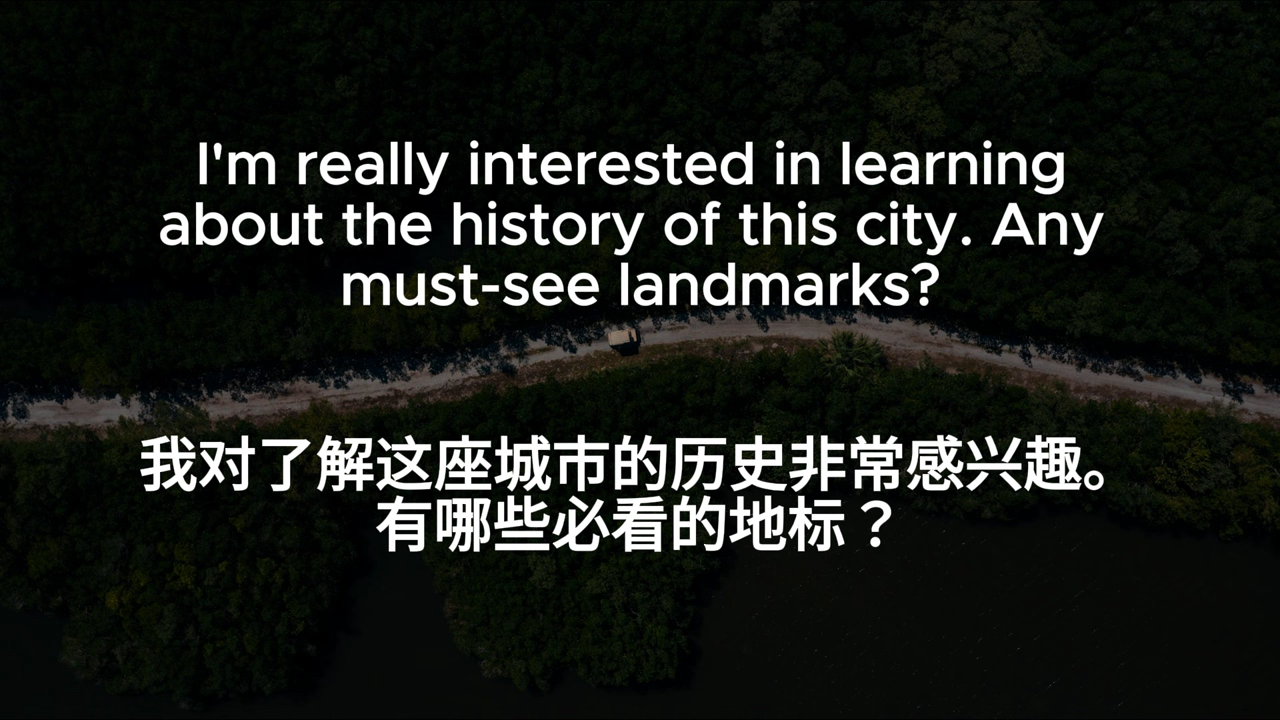 I'm really interested in learning
about the history of this city. Any
must-see landmarks?
我对了解这座城市的历史非常感兴趣。
有哪些必看的地标？